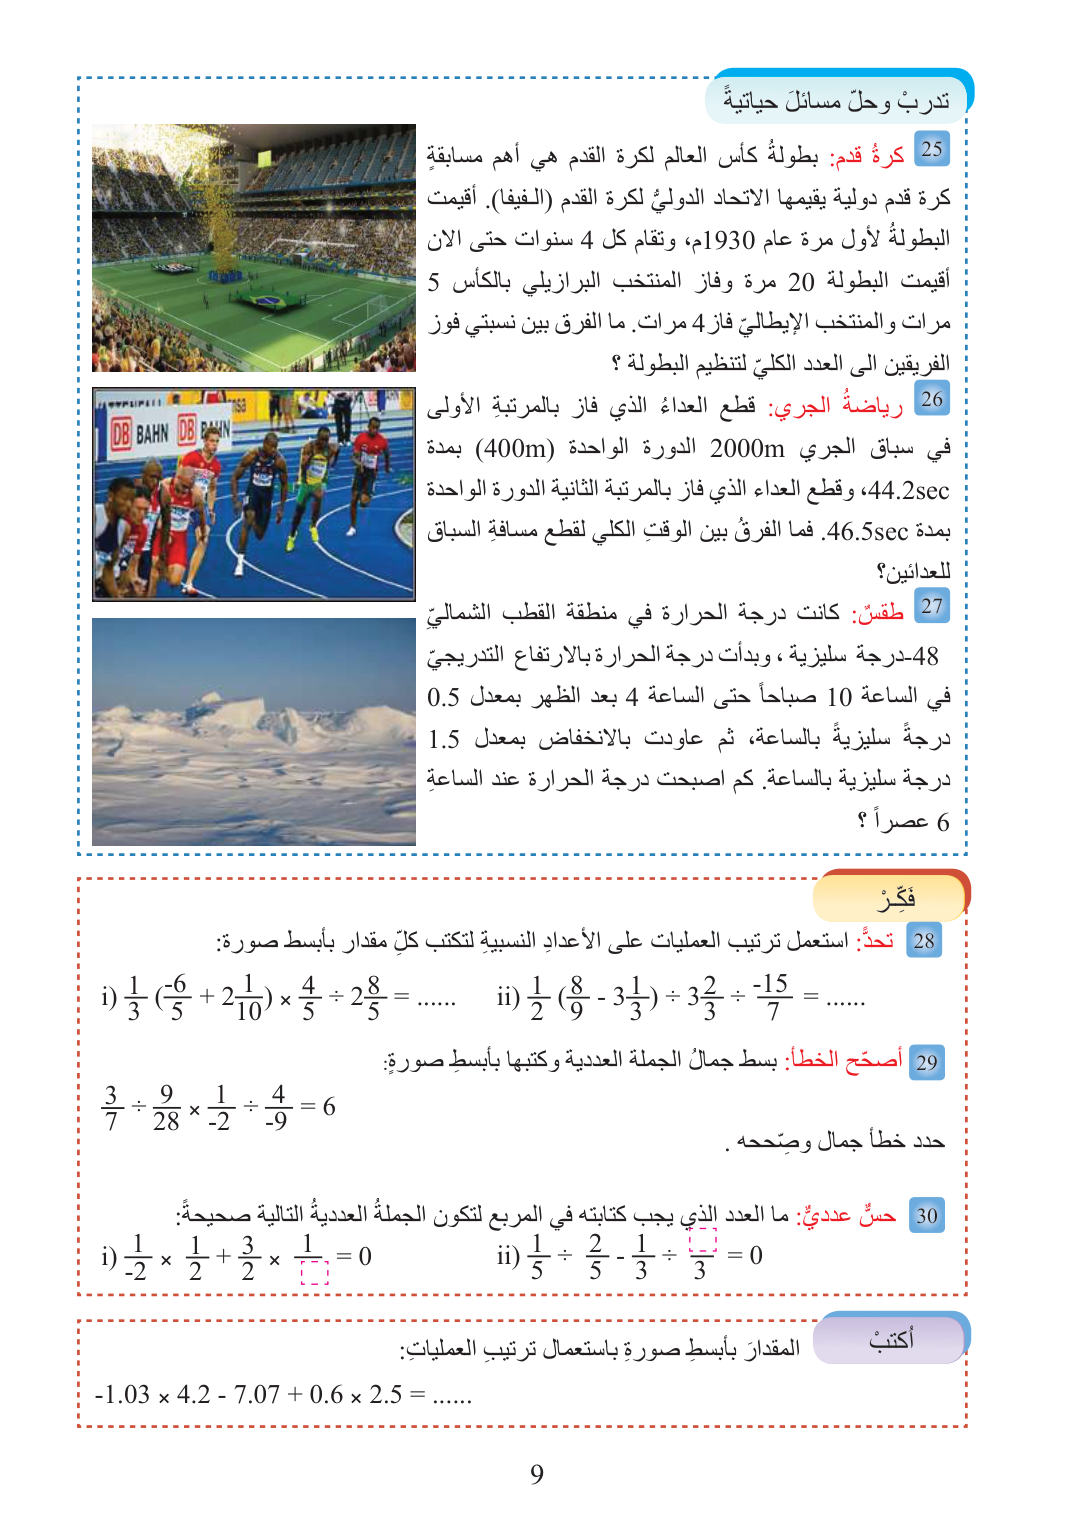 تدربْ وحلّ مسائلَ حياتيةً
25 كرةُ قدم: بطولةُ كأس العالم لكرة القدم هي أهم مسابقةٍ
كرة قدم دولية يقيمها الاتحاد الدوليُّ لكرة القدم (الـفيفا). أقيمت
البطولةُ لأول مرة عام 1930م، وتقام كل 4 سنوات حتى الان
أقيمت البطولة 20 مرة وفاز المنتخب البرازيلي بالكأس 5
مرات والمنتخب الإيطاليّ فاز4 مرات. ما الفرق بين نسبتي فوز
الفريقين الى العدد الكليّ لتنظيم البطولة ؟
26 رياضةُ الجري: قطع العداءُ الذي فاز بالمرتبةِ الأولى
في سباق الجري 2000m الدورة الواحدة (400m) بمدة
44.2sec، وقطع العداء الذي فاز بالمرتبة الثانية الدورة الواحدة
بمدة 46.5sec. فما الفرقُ بين الوقتِ الكلي لقطع مسافةِ السباق
للعدائين؟
27 طقسٌ: كانت درجة الحرارة في منطقة القطب الشماليِّ
-48درجة سليزية ، وبدأت درجة الحرارة بالارتفاع التدريجيّ
في الساعة 10 صباحاً حتى الساعة 4 بعد الظهر بمعدل 0.5
درجةً سليزيةً بالساعة، ثم عاودت بالانخفاض بمعدل 1.5
درجة سليزية بالساعة. كم اصبحت درجة الحرارة عند الساعةِ
6 عصراً ؟
DB BAHN DB BAHN
فَكِّـرْ
28 تحدًّ: استعمل ترتيب العمليات على الأعدادِ النسبيةِ لتكتب كلِّ مقدار بأبسط صورة:
i) 1/3 (-6/5 + 2 1/10) × 4/5 ÷ 2 8/5 = ...... ii) 1/2 (8/9 - 3 1/3) ÷ 3 2/3 ÷ -15/7 = ......
29 أصحّح الخطأ: بسط جمالُ الجملة العددية وكتبها بأبسطِ صورةٍ:
3/7 ÷ 9/28 × 1/-2 ÷ 4/-9 = 6
حدد خطأ جمال وصِّححه .
30 حسٌّ عدديٌّ: ما العدد الذي يجب كتابته في المربع لتكون الجملةُ العدديةُ التالية صحيحةً:
i) 1/-2 × 1/2 + 3/2 × 1/□ = 0 ii) 1/5 ÷ 2/5 - 1/3 ÷ □/3 = 0
اُكتبْ
المقدارَ بأبسطِ صورةِ باستعمال ترتيبِ العملياتِ:
-1.03 × 4.2 - 7.07 + 0.6 × 2.5 = ......
9